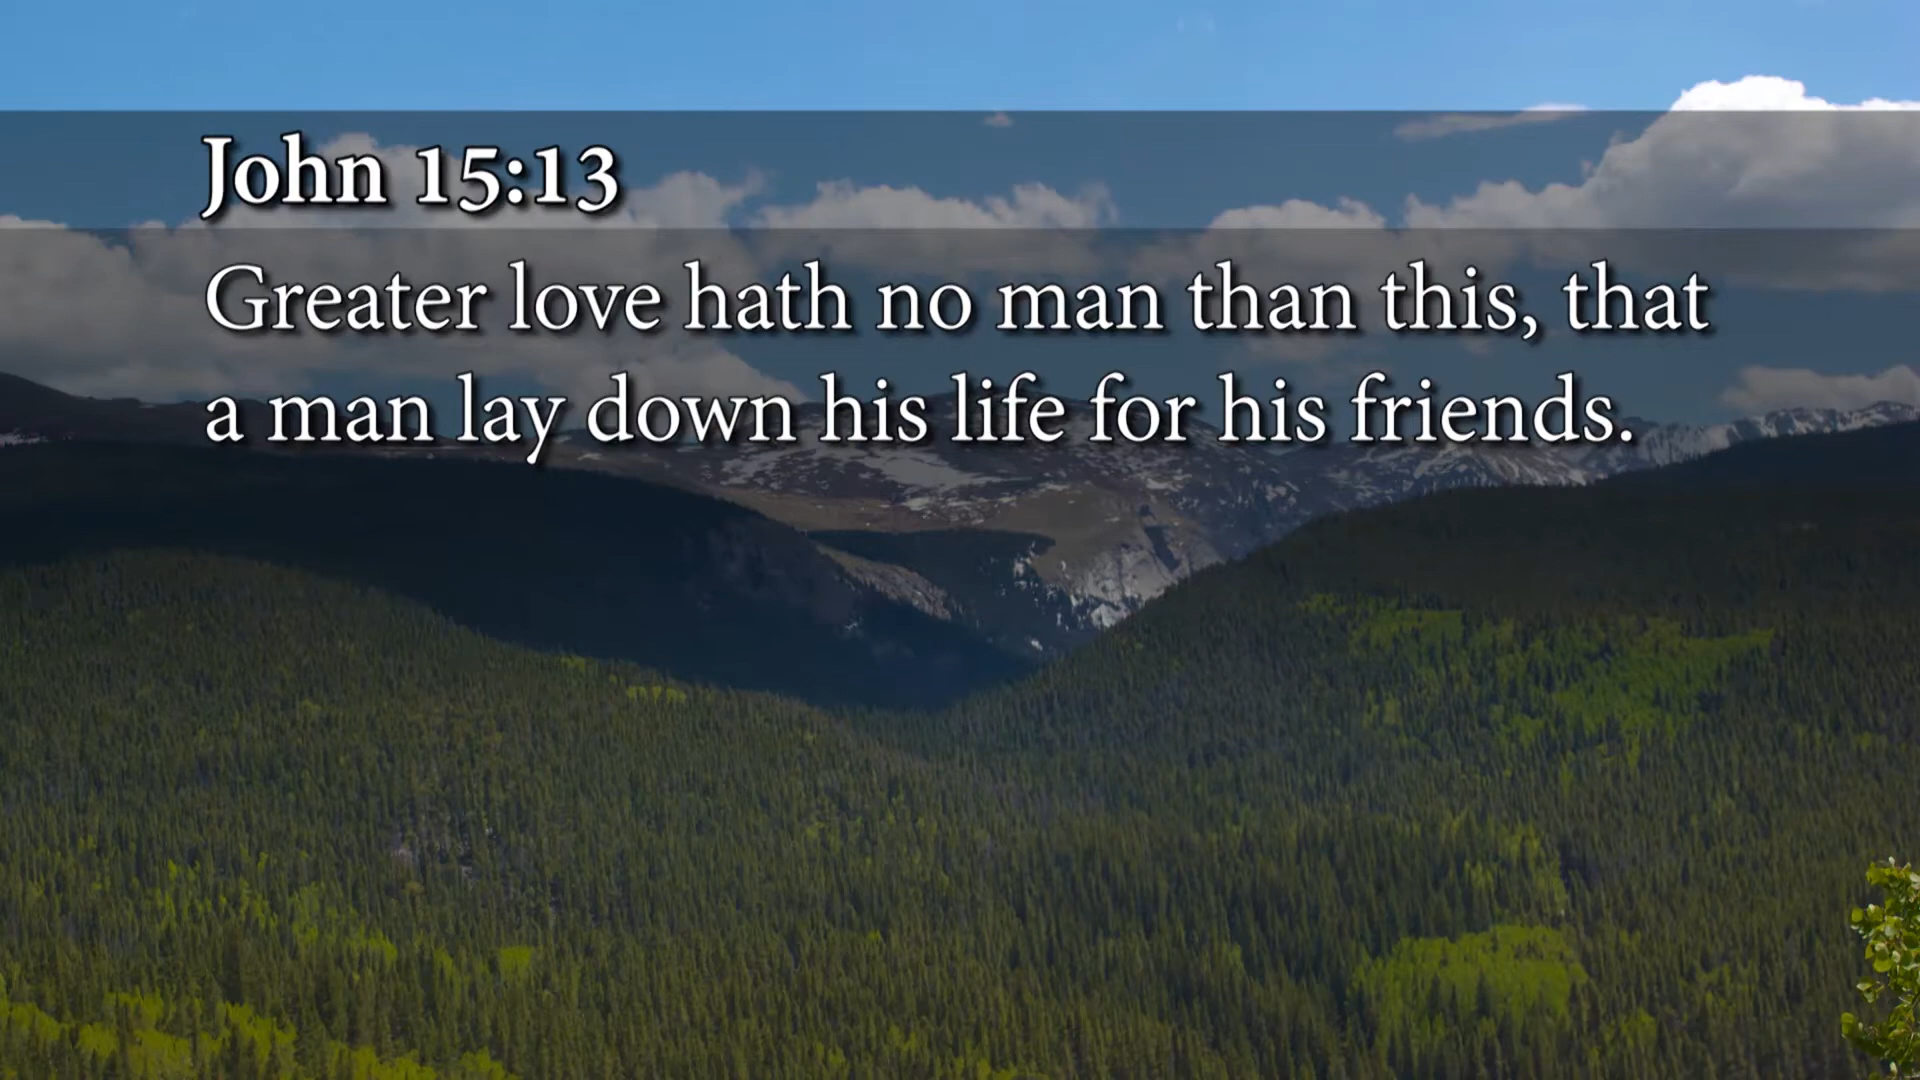 John 15:13
Greater love hath no man than this, that
a man lay down his life for his friends.